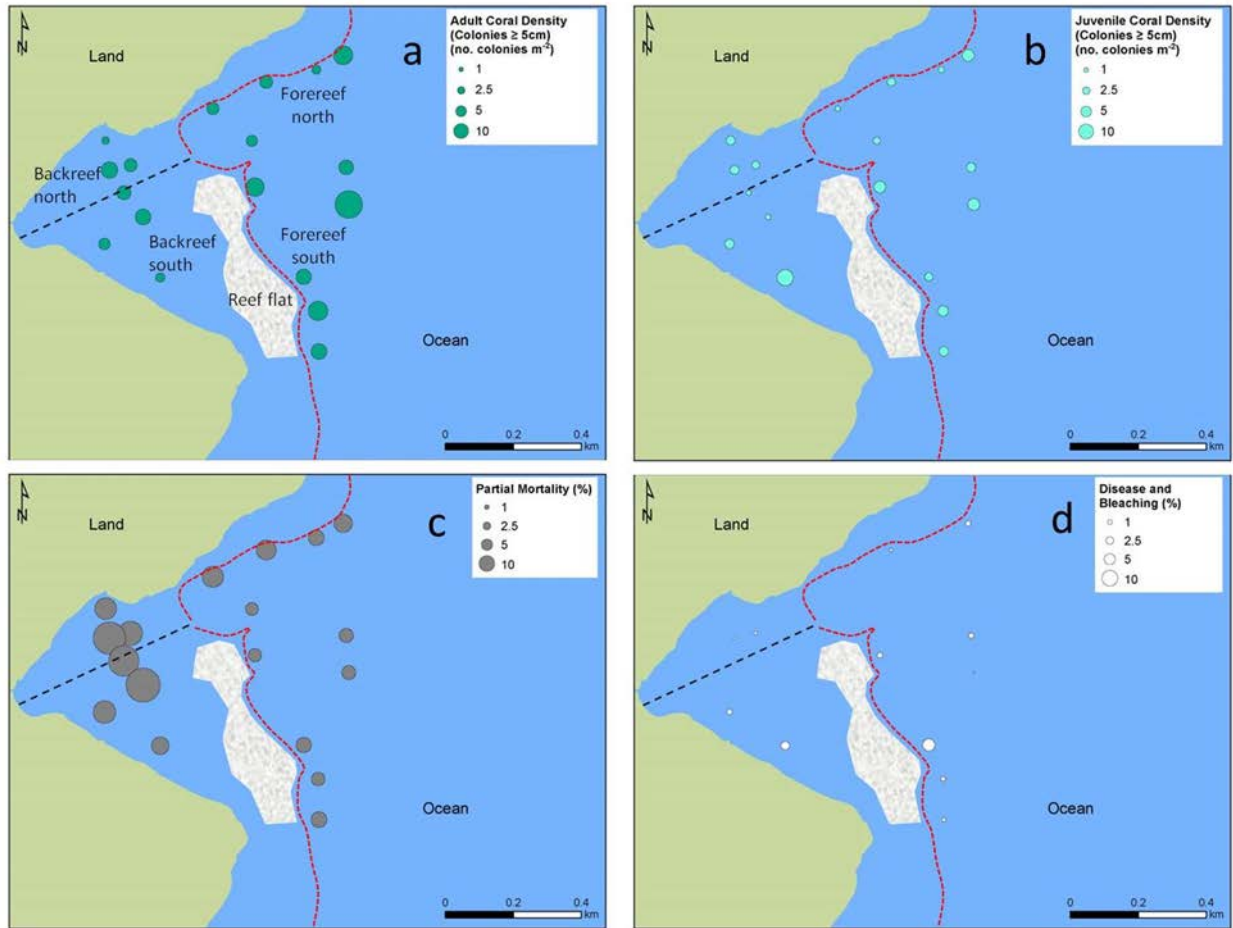 N
Land
a
Adult Coral Density
(Colonies ≥ 5cm)
(no. colonies m⁻²)
1
2.5
5
10
Forereef
north
Backreef
north
Backreef
south
Forereef
south
Reef flat
Ocean
0 0.2 0.4
km
N
Land
b
Juvenile Coral Density
(Colonies ≥ 5cm)
(no. colonies m⁻²)
1
2.5
5
10
Ocean
0 0.2 0.4
km
N
Land
c
Partial Mortality (%)
1
2.5
5
10
Ocean
0 0.2 0.4
km
N
Land
d
Disease and
Bleaching (%)
1
2.5
5
10
Ocean
0 0.2 0.4
km